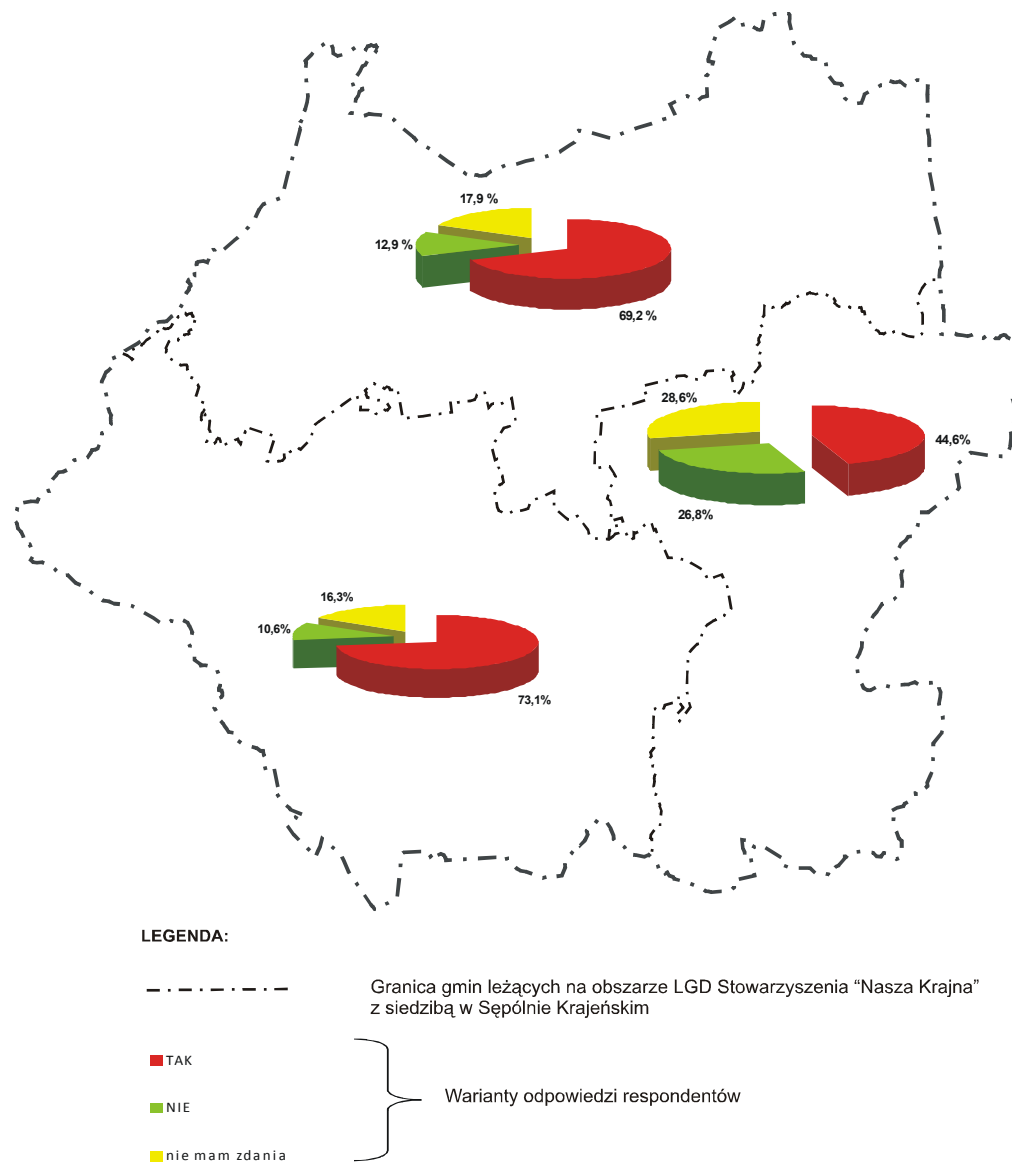 17,9 %
12,9 %
69,2 %
28,6%
44,6%
26,8%
16,3%
10,6%
73,1%
LEGENDA:
Granica gmin leżących na obszarze LGD Stowarzyszenia “Nasza Krajna”
z siedzibą w Sępólnie Krajeńskim
TAK
NIE
nie mam zdania
Warianty odpowiedzi respondentów